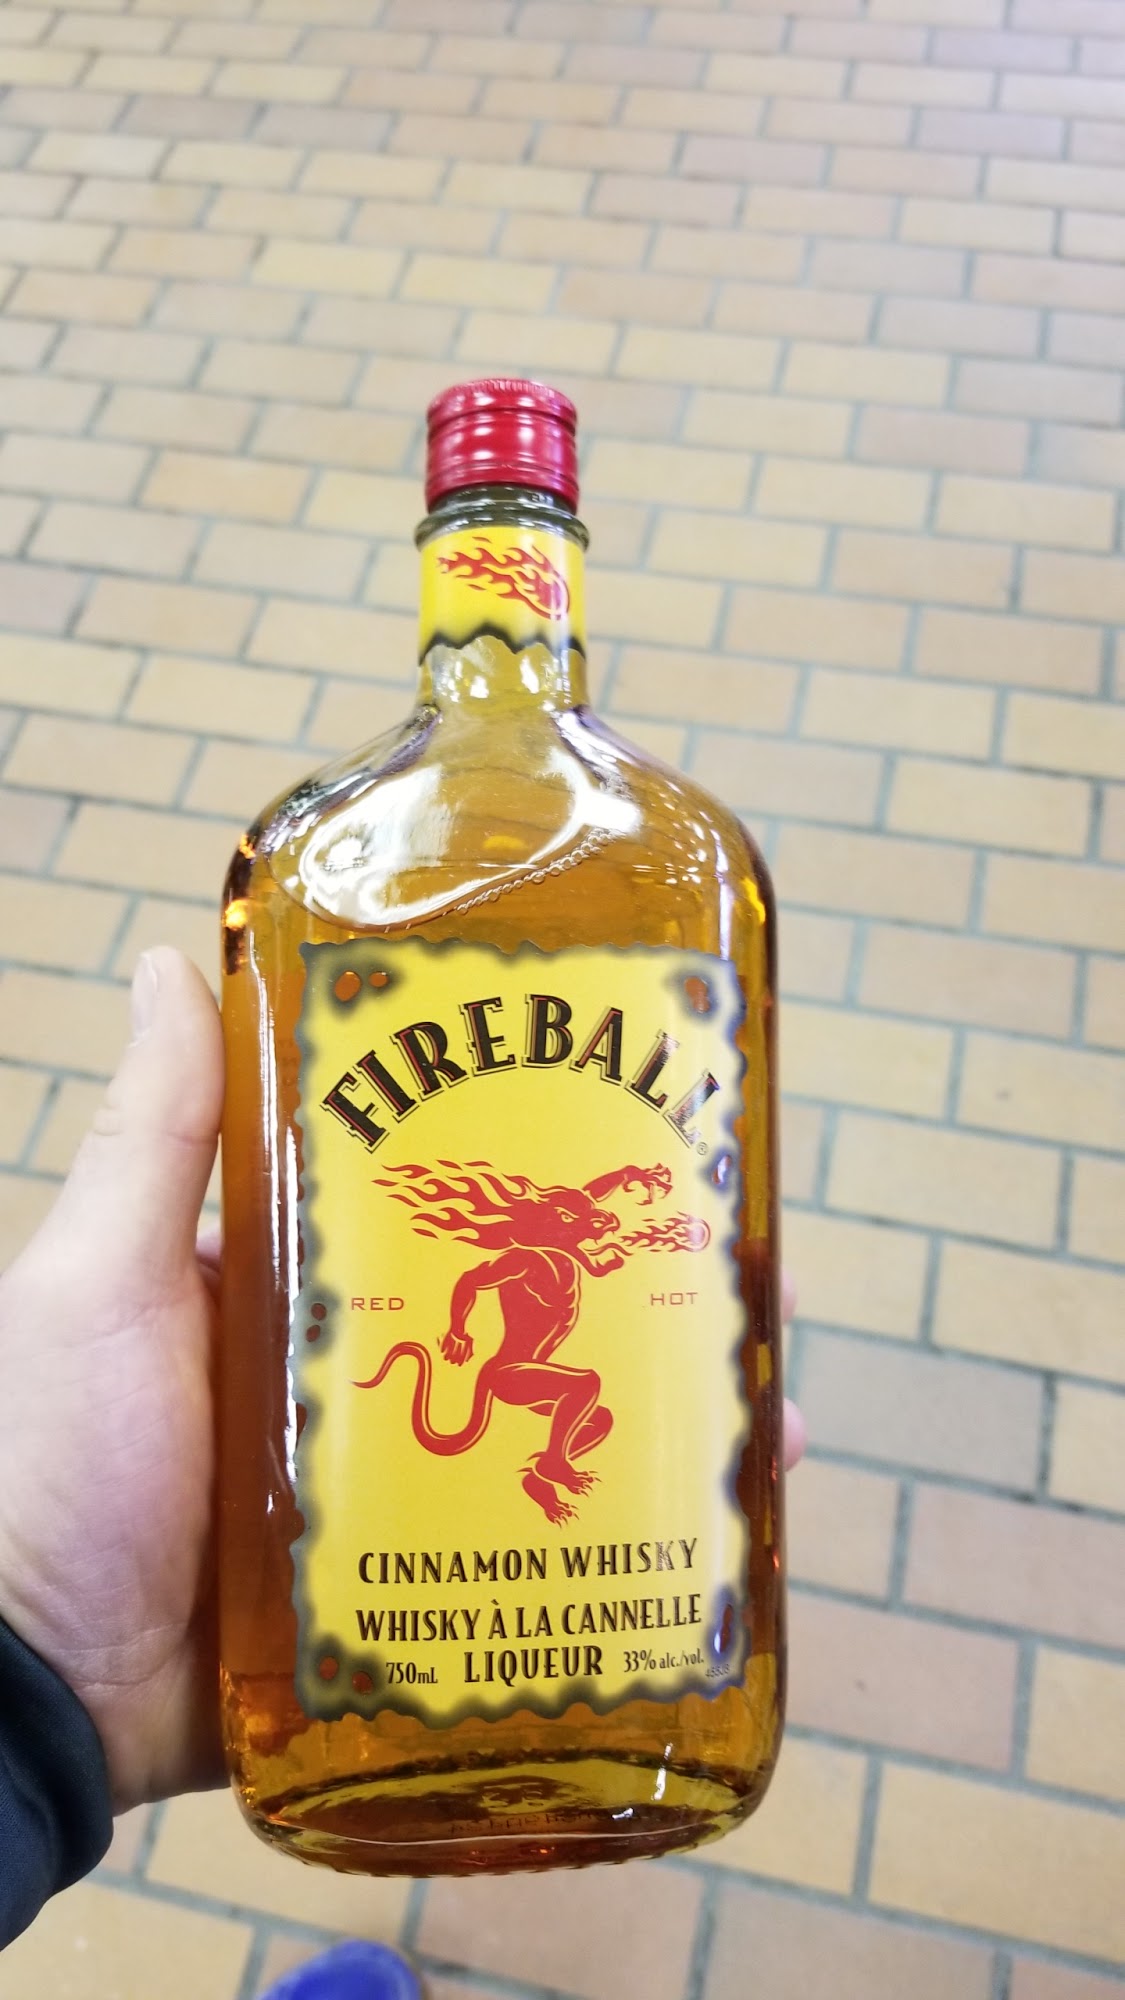 FIREBALL®
RED HOT
CINNAMON WHISKY
WHISKY À LA CANNELLE
750mL LIQUEUR 33% alc./vol.